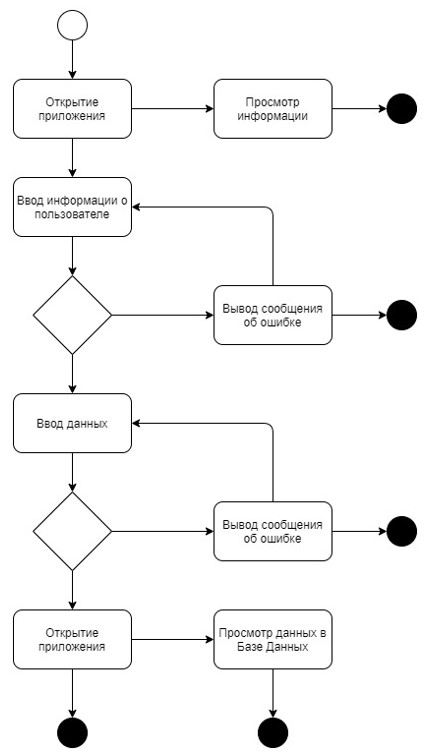 Открытие
приложения
Просмотр
информации
Ввод информации о
пользователе
Вывод сообщения
об ошибке
Ввод данных
Вывод сообщения
об ошибке
Открытие
приложения
Просмотр данных в
Базе Данных